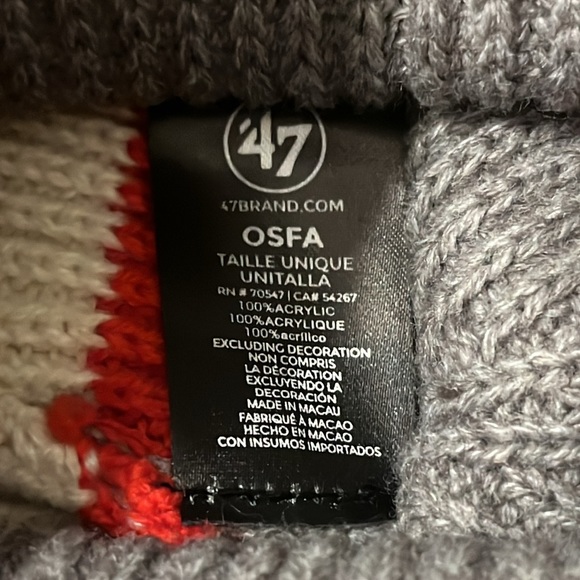 '47
47BRAND.COM
OSFA
TAILLE UNIQUE
UNITALLA
RN # 70547 | CA# 54267
100%ACRYLIC
100%ACRYLIQUE
100%acrílico
EXCLUDING DECORATION
NON COMPRIS
LA DÉCORATION
EXCLUYENDO LA
DECORACIÓN
MADE IN MACAU
FABRIQUÉ À MACAO
HECHO EN MACAO
CON INSUMOS IMPORTADOS